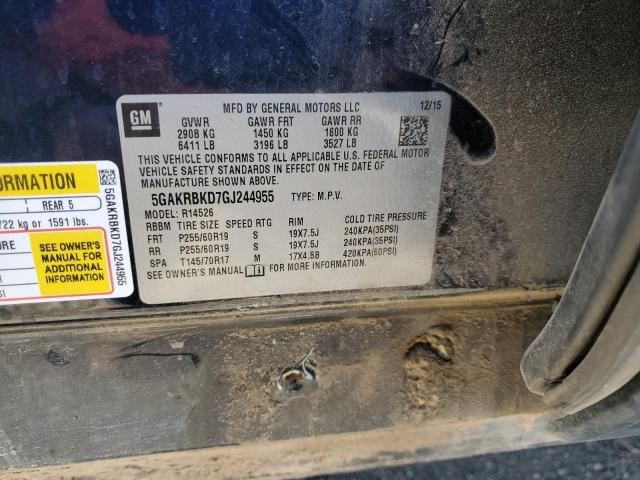 GM
MFD BY GENERAL MOTORS LLC
12/15
GVWR GAWR FRT GAWR RR
2908 KG 1450 KG 1600 KG
6411 LB 3196 LB 3527 LB
THIS VEHICLE CONFORMS TO ALL APPLICABLE U.S. FEDERAL MOTOR
VEHICLE SAFETY STANDARDS IN EFFECT ON THE DATE OF
MANUFACTURE SHOWN ABOVE.
5GAKRBKD7GJ244955 TYPE: M.P.V.
MODEL: R14526
RBBM TIRE SIZE SPEED RTG RIM COLD TIRE PRESSURE
FRT P255/60R19 S 19X7.5J 240KPA(35PSI)
RR P255/60R19 S 19X7.5J 240KPA(35PSI)
SPA T145/70R17 M 17X4.5B 420KPA(60PSI)
SEE OWNER'S MANUAL FOR MORE INFORMATION
ORMATION
REAR 5
722 kg or 1591 lbs.
URE
SEE OWNER'S
MANUAL FOR
ADDITIONAL
INFORMATION
5GAKRBKD7GJ244955